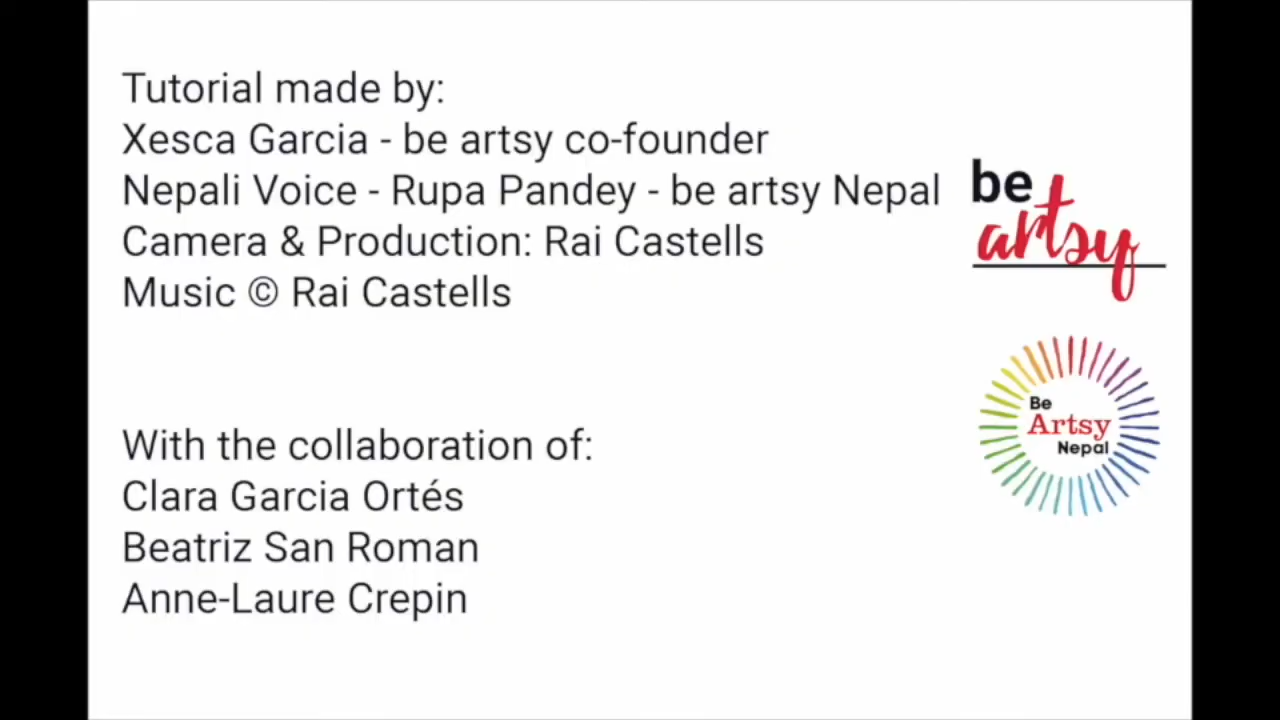 Tutorial made by:
Xesca Garcia - be artsy co-founder
Nepali Voice - Rupa Pandey - be artsy Nepal
Camera & Production: Rai Castells
Music © Rai Castells
With the collaboration of:
Clara Garcia Ortés
Beatriz San Roman
Anne-Laure Crepin
be
artsy
Be
Artsy
Nepal